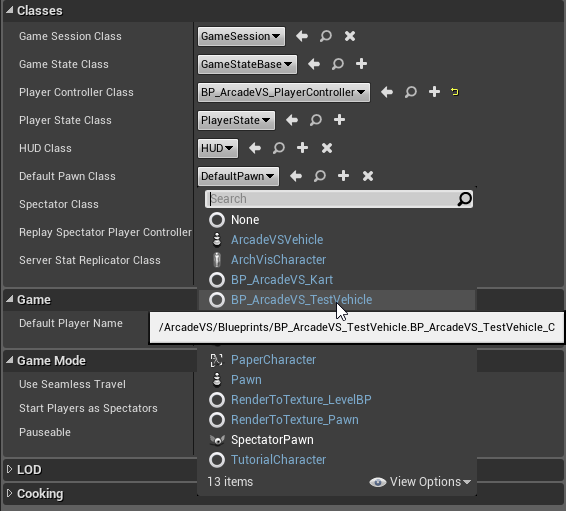 Classes
Game Session Class GameSession
Game State Class GameStateBase
Player Controller Class BP_ArcadeVS_PlayerController
Player State Class PlayerState
HUD Class HUD
Default Pawn Class DefaultPawn
Spectator Class Search
None
Replay Spectator Player Controller ArcadeVSVehicle
Server Stat Replicator Class ArchVisCharacter
BP_ArcadeVS_Kart
Game BP_ArcadeVS_TestVehicle
Default Player Name /ArcadeVS/Blueprints/BP_ArcadeVS_TestVehicle.BP_ArcadeVS_TestVehicle_C
Game Mode PaperCharacter
Use Seamless Travel Pawn
Start Players as Spectators RenderToTexture_LevelBP
RenderToTexture_Pawn
Pauseable SpectatorPawn
LOD TutorialCharacter
13 items View Options
Cooking